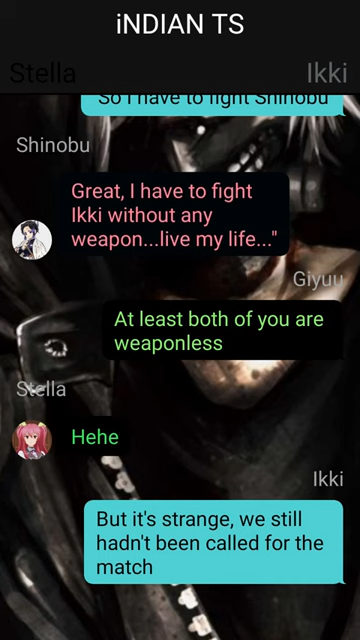 iNDIAN TS
Stella
Ikki
So I have to fight Shinobu
Shinobu
Great, I have to fight
Ikki without any
weapon...live my life..."
Giyuu
At least both of you are
weaponless
Stella
Hehe
Ikki
But it's strange, we still
hadn't been called for the
match